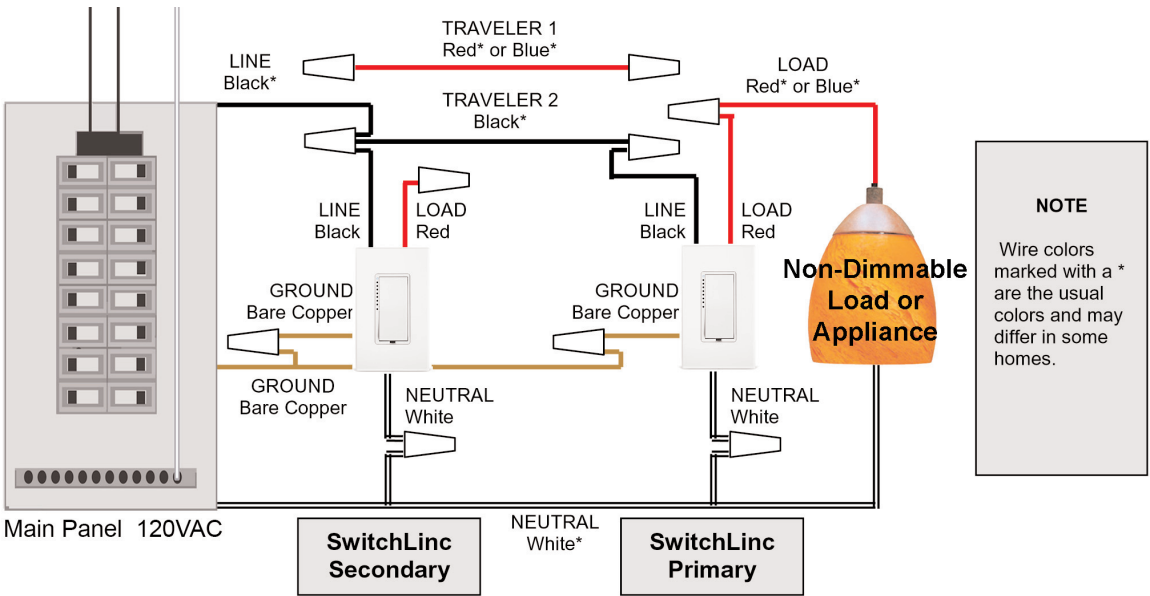 TRAVELER 1
Red* or Blue*
LINE
Black*
LOAD
Red* or Blue*
TRAVELER 2
Black*
LINE
Black
LOAD
Red
LINE
Black
LOAD
Red
NOTE
Wire colors
marked with a *
are the usual
colors and may
differ in some
homes.
Non-Dimmable
Load or
Appliance
GROUND
Bare Copper
GROUND
Bare Copper
GROUND
Bare Copper
NEUTRAL
White
NEUTRAL
White
Main Panel 120VAC
NEUTRAL
White*
SwitchLinc
Secondary
SwitchLinc
Primary